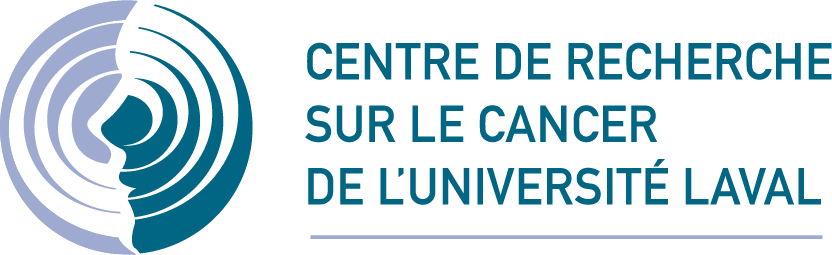 CENTRE DE RECHERCHE
SUR LE CANCER
DE L’UNIVERSITÉ LAVAL